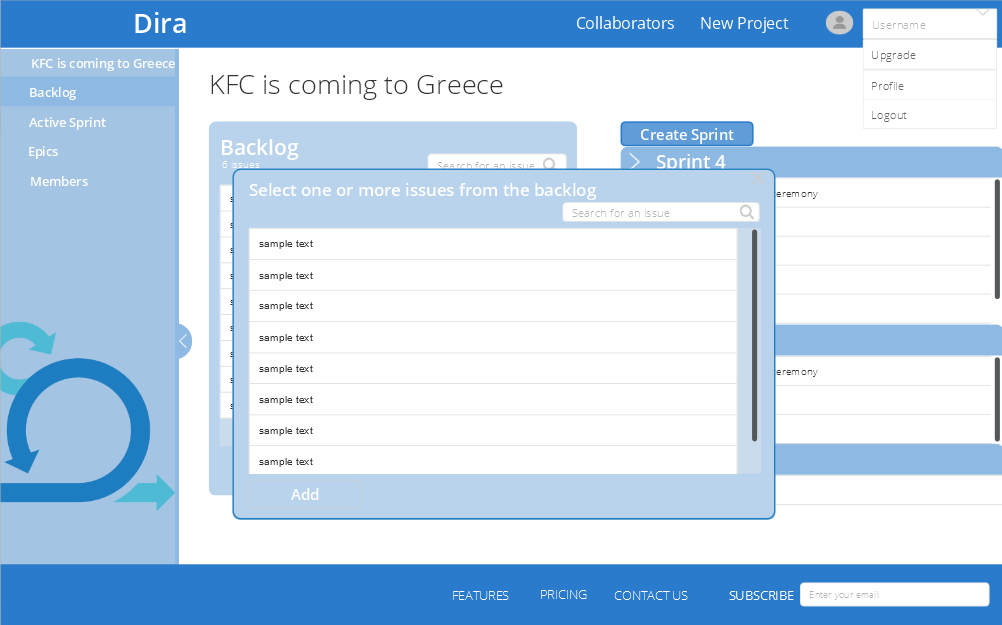 Dira
Collaborators
New Project
Username
Upgrade
Profile
Logout
KFC is coming to Greece
Backlog
Active Sprint
Epics
Members
KFC is coming to Greece
Backlog
6 issues
Search for an issue
Create Sprint
Sprint 4
Select one or more issues from the backlog
Search for an issue
sample text
sample text
sample text
sample text
sample text
sample text
sample text
sample text
Add
FEATURES
PRICING
CONTACT US
SUBSCRIBE
Enter your email